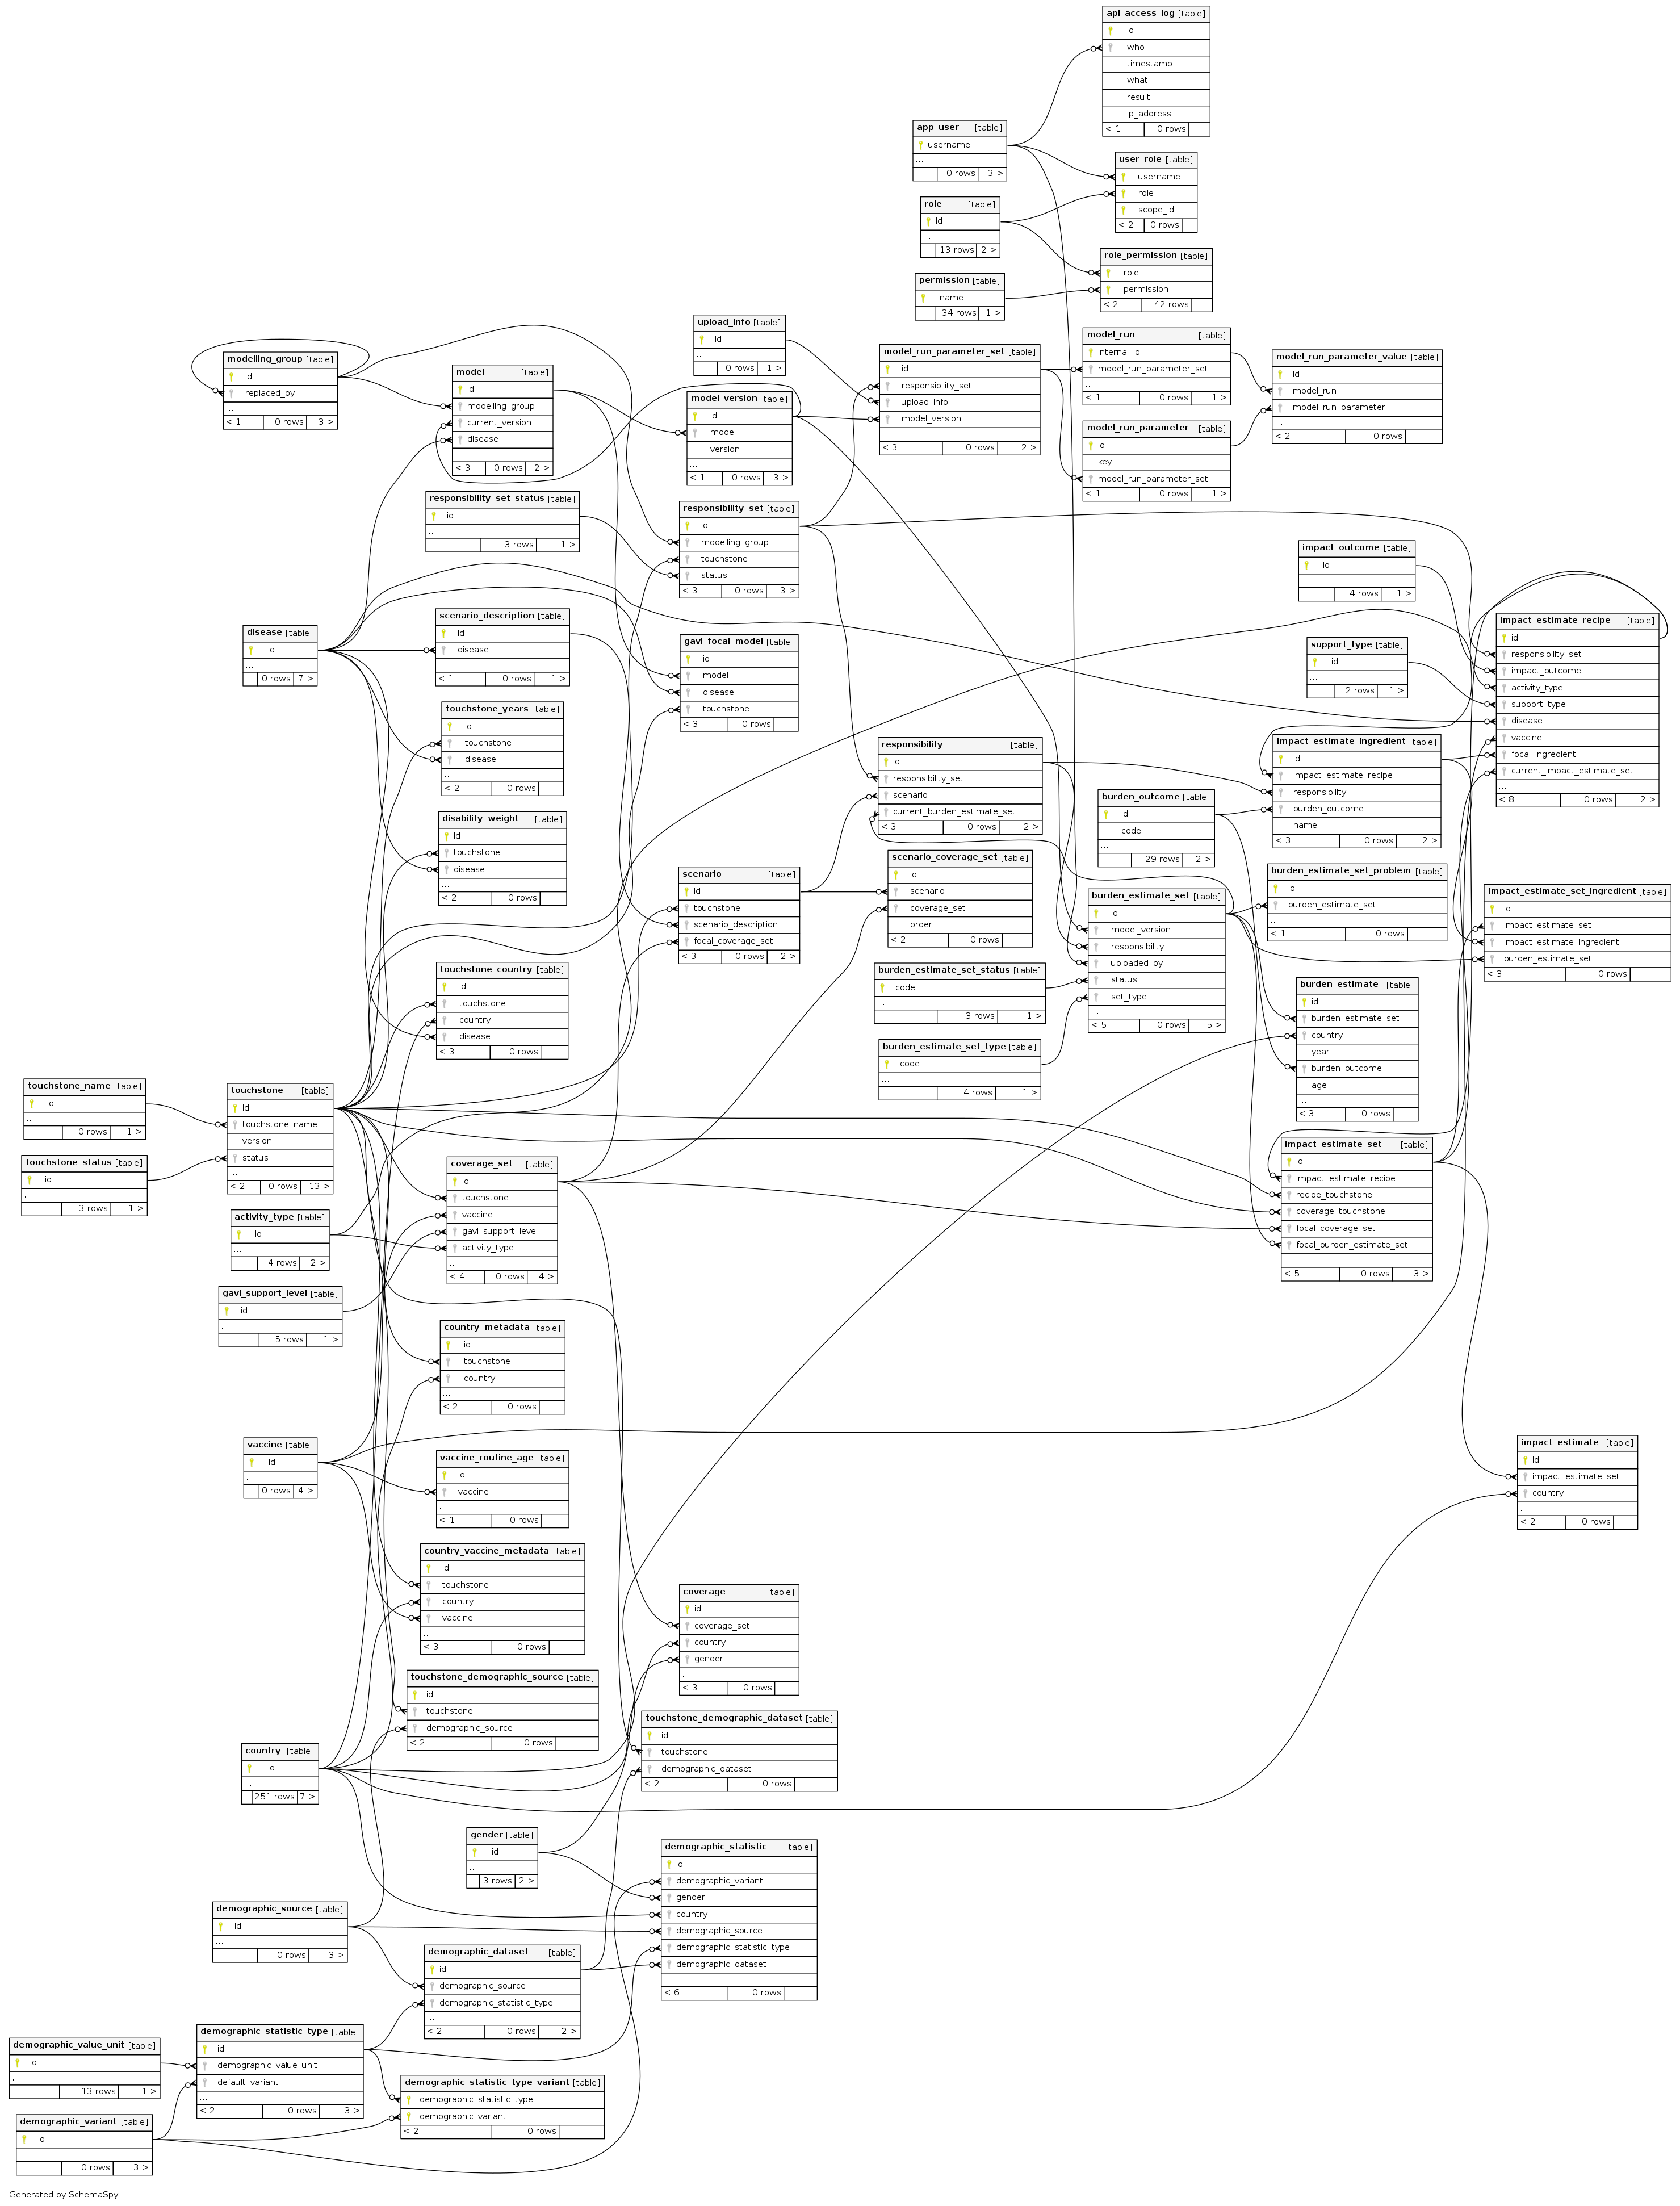 api_access_log [table]
id
who
timestamp
what
result
ip_address
< 1 0 rows
app_user [table]
username
...
0 rows 3 >
user_role [table]
username
role
scope_id
< 2 0 rows
role [table]
id
...
13 rows 2 >
role_permission [table]
role
permission
< 2 42 rows
permission [table]
name
...
34 rows 1 >
upload_info [table]
id
...
0 rows 1 >
model_run [table]
internal_id
model_run_parameter_set
...
< 1 0 rows 1 >
model_run_parameter_set [table]
id
responsibility_set
upload_info
model_version
...
< 3 0 rows 2 >
model_run_parameter_value [table]
id
model_run
model_run_parameter
...
< 2 0 rows
modelling_group [table]
id
replaced_by
...
< 1 0 rows 3 >
model [table]
id
modelling_group
current_version
disease
...
< 3 0 rows 2 >
model_version [table]
id
model
version
...
< 1 0 rows 3 >
model_run_parameter [table]
id
key
model_run_parameter_set
< 1 0 rows 1 >
responsibility_set_status [table]
id
...
3 rows 1 >
responsibility_set [table]
id
modelling_group
touchstone
status
< 3 0 rows 3 >
impact_outcome [table]
id
...
4 rows 1 >
scenario_description [table]
id
disease
...
< 1 0 rows 1 >
impact_estimate_recipe [table]
id
responsibility_set
impact_outcome
activity_type
support_type
disease
vaccine
focal_ingredient
current_impact_estimate_set
...
< 8 0 rows 2 >
disease [table]
id
...
0 rows 7 >
gavi_focal_model [table]
id
model
disease
touchstone
< 3 0 rows
support_type [table]
id
...
2 rows 1 >
touchstone_years [table]
id
touchstone
disease
...
< 2 0 rows
responsibility [table]
id
responsibility_set
scenario
current_burden_estimate_set
< 3 0 rows 2 >
impact_estimate_ingredient [table]
id
impact_estimate_recipe
responsibility
burden_outcome
name
< 3 0 rows 2 >
burden_outcome [table]
id
code
...
29 rows 2 >
disability_weight [table]
id
touchstone
disease
...
< 2 0 rows
scenario_coverage_set [table]
id
scenario
coverage_set
order
< 2 0 rows
scenario [table]
id
touchstone
scenario_description
focal_coverage_set
< 3 0 rows 2 >
burden_estimate_set_problem [table]
id
burden_estimate_set
...
< 1 0 rows
impact_estimate_set_ingredient [table]
id
impact_estimate_set
impact_estimate_ingredient
burden_estimate_set
< 3 0 rows
burden_estimate_set [table]
id
model_version
responsibility
uploaded_by
status
set_type
...
< 5 0 rows 5 >
touchstone_country [table]
id
touchstone
country
disease
< 3 0 rows
burden_estimate_set_status [table]
code
...
3 rows 1 >
burden_estimate [table]
id
burden_estimate_set
country
year
burden_outcome
age
...
< 3 0 rows
burden_estimate_set_type [table]
code
...
4 rows 1 >
touchstone_name [table]
id
...
0 rows 1 >
touchstone [table]
id
touchstone_name
version
status
...
< 2 0 rows 13 >
touchstone_status [table]
id
...
3 rows 1 >
impact_estimate_set [table]
id
impact_estimate_recipe
recipe_touchstone
coverage_touchstone
focal_coverage_set
focal_burden_estimate_set
...
< 5 0 rows 3 >
coverage_set [table]
id
touchstone
vaccine
gavi_support_level
activity_type
...
< 4 0 rows 4 >
activity_type [table]
id
...
4 rows 2 >
gavi_support_level [table]
id
...
5 rows 1 >
country_metadata [table]
id
touchstone
country
...
< 2 0 rows
vaccine [table]
id
...
0 rows 4 >
impact_estimate [table]
id
impact_estimate_set
country
...
< 2 0 rows
vaccine_routine_age [table]
id
vaccine
...
< 1 0 rows
country_vaccine_metadata [table]
id
touchstone
country
vaccine
...
< 3 0 rows
coverage [table]
id
coverage_set
country
gender
...
< 3 0 rows
touchstone_demographic_source [table]
id
touchstone
demographic_source
< 2 0 rows
touchstone_demographic_dataset [table]
id
touchstone
demographic_dataset
< 2 0 rows
country [table]
id
...
251 rows 7 >
gender [table]
id
...
3 rows 2 >
demographic_statistic [table]
id
demographic_variant
gender
country
demographic_source
demographic_statistic_type
demographic_dataset
...
< 6 0 rows
demographic_source [table]
id
...
0 rows 3 >
demographic_dataset [table]
id
demographic_source
demographic_statistic_type
...
< 2 0 rows 2 >
demographic_value_unit [table]
id
...
13 rows 1 >
demographic_statistic_type [table]
id
demographic_value_unit
default_variant
...
< 2 0 rows 3 >
demographic_statistic_type_variant [table]
demographic_statistic_type
demographic_variant
< 2 0 rows
demographic_variant [table]
id
...
0 rows 3 >
Generated by SchemaSpy